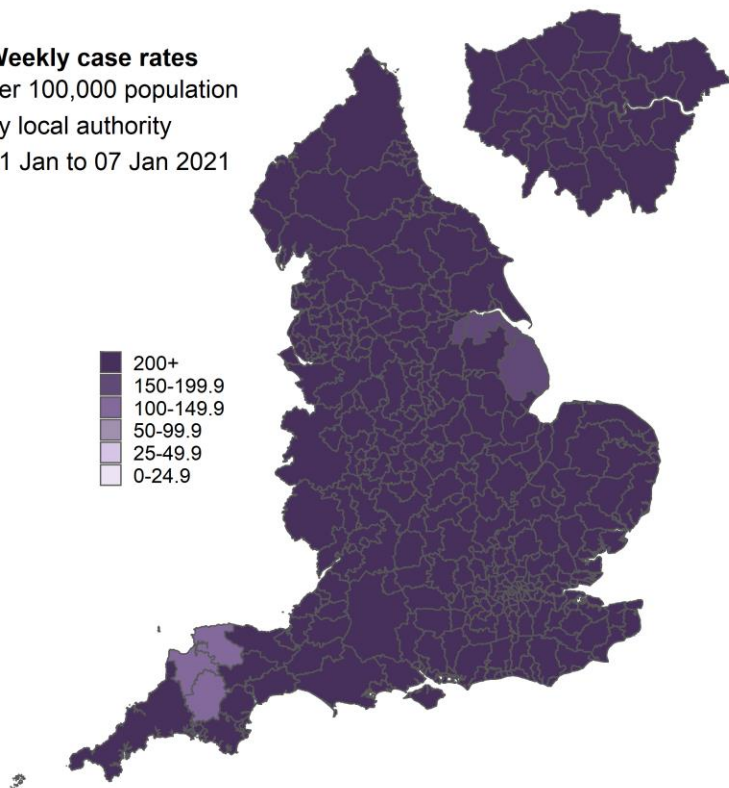 Weekly case rates
er 100,000 population
y local authority
1 Jan to 07 Jan 2021
200+
150-199.9
100-149.9
50-99.9
25-49.9
0-24.9